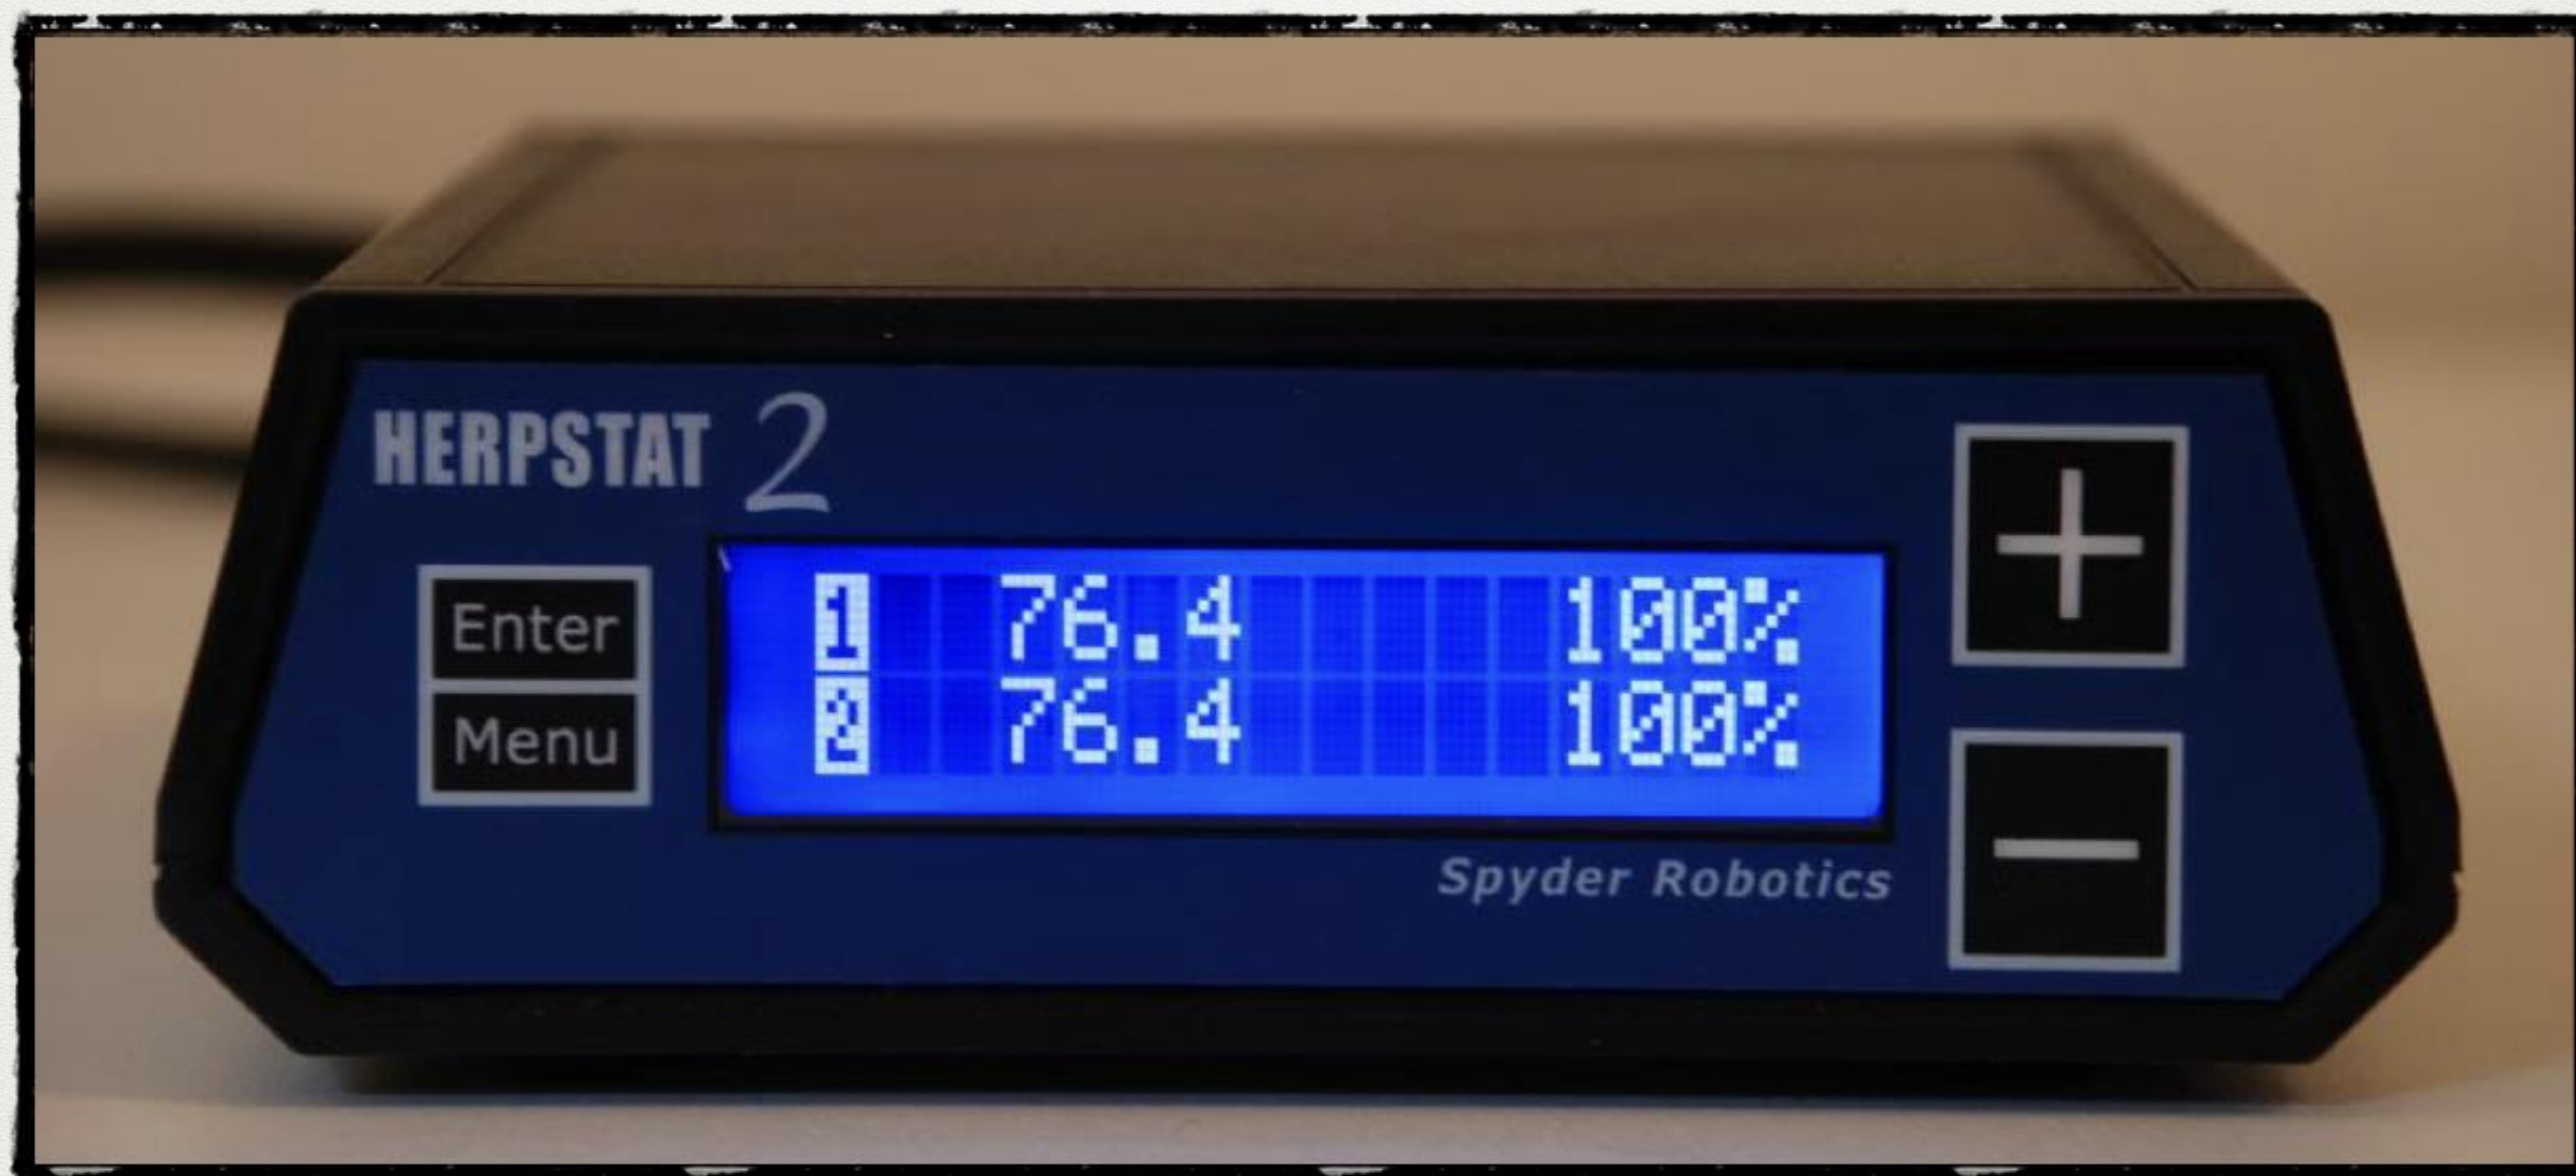 HERPSTAT 2
Enter
Menu
1 76.4 100%
2 76.4 100%
+
−
Spyder Robotics